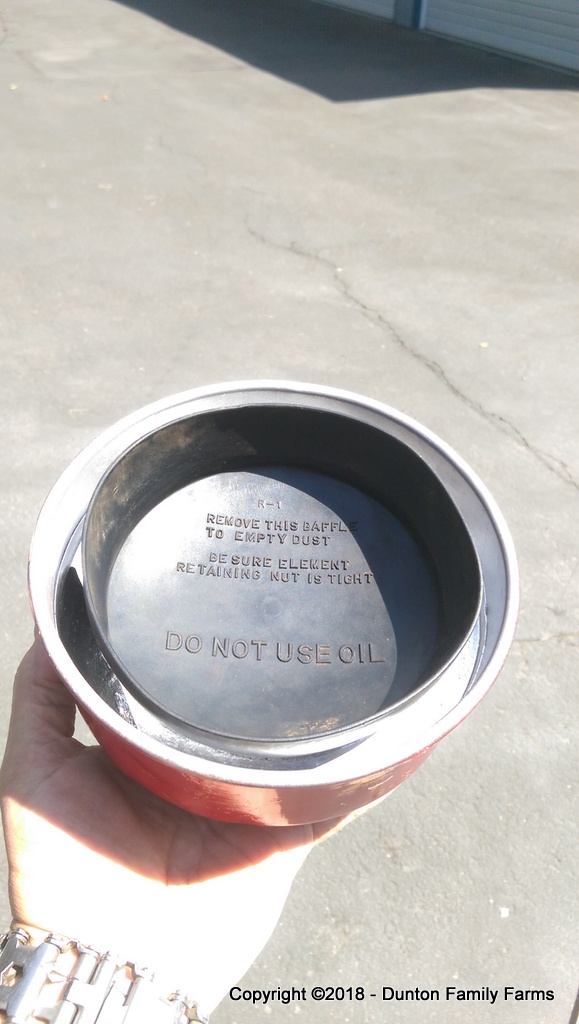 R-1
REMOVE THIS BAFFLE
TO EMPTY DUST
BE SURE ELEMENT
RETAINING NUT IS TIGHT
DO NOT USE OIL
Copyright ©2018 - Dunton Family Farms